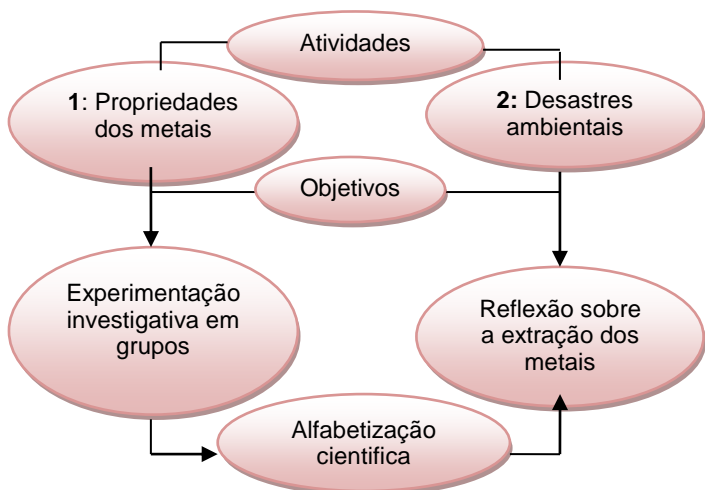 Atividades
1: Propriedades
dos metais
2: Desastres
ambientais
Objetivos
Experimentação
investigativa em
grupos
Reflexão sobre
a extração dos
metais
Alfabetização
cientifica